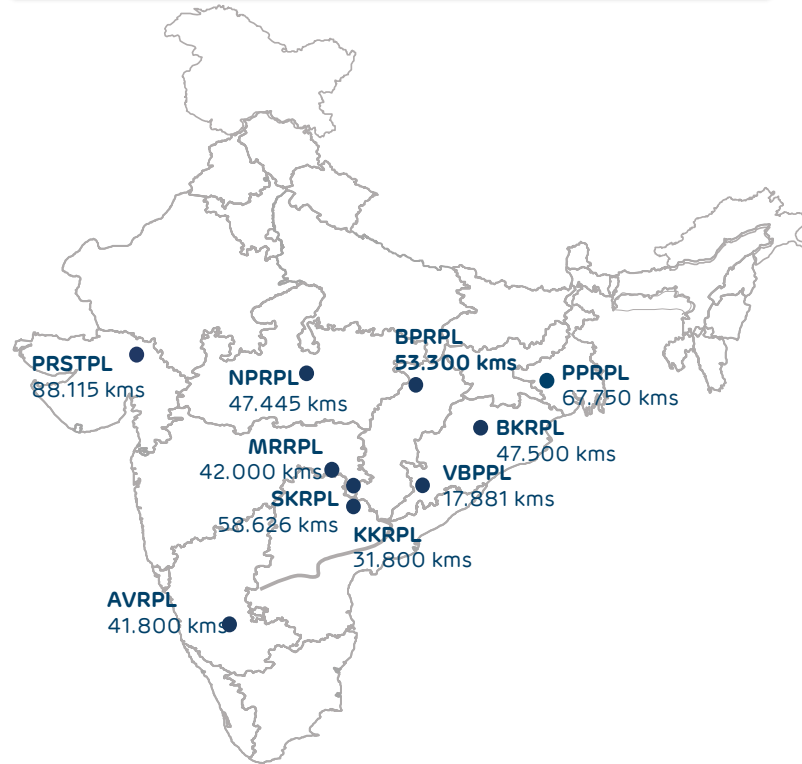 BPRPL
53.300 kms
PRSTPL
88.115 kms
NPRPL
47.445 kms
PPRPL
67.750 kms
BKRPL
47.500 kms
MRRPL
42.000 kms
VBPPL
17.881 kms
SKRPL
58.626 kms
KKRPL
31.800 kms
AVRPL
41.800 kms